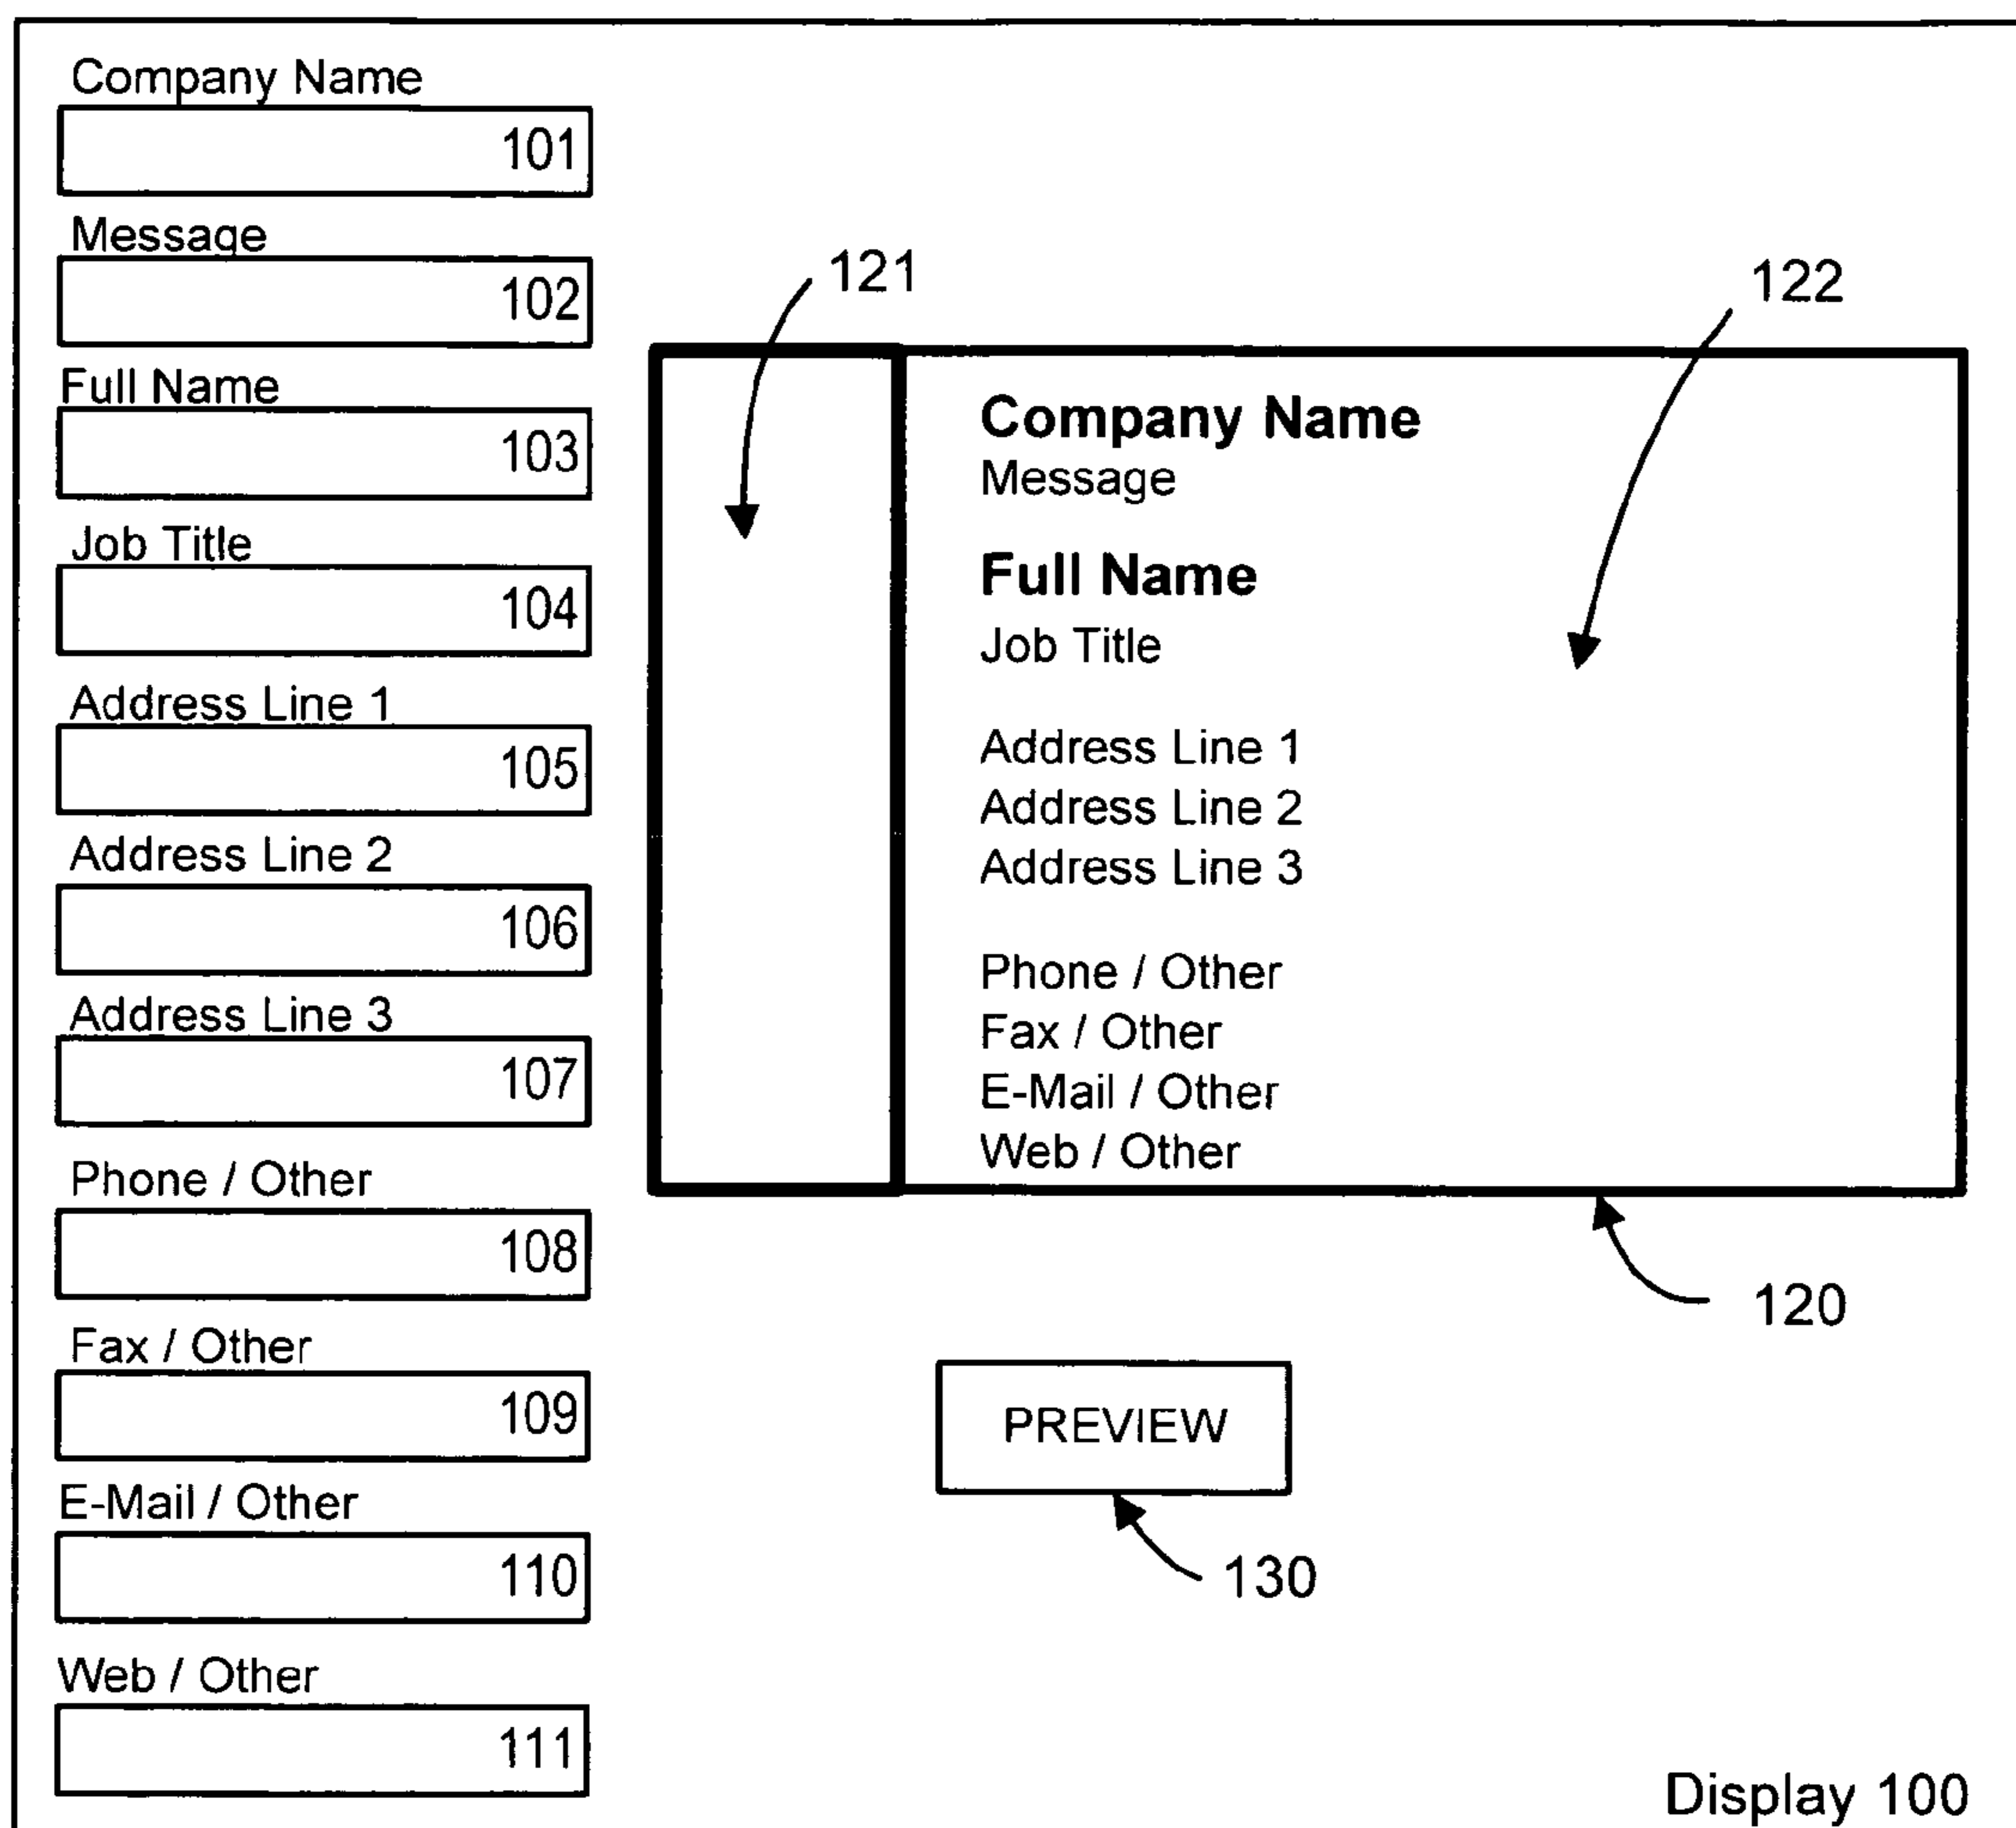 Company Name
101
Message
102
Full Name
103
Job Title
104
Address Line 1
105
Address Line 2
106
Address Line 3
107
Phone / Other
108
Fax / Other
109
E-Mail / Other
110
Web / Other
111
121
122
Company Name
Message
Full Name
Job Title
Address Line 1
Address Line 2
Address Line 3
Phone / Other
Fax / Other
E-Mail / Other
Web / Other
120
PREVIEW
130
Display 100